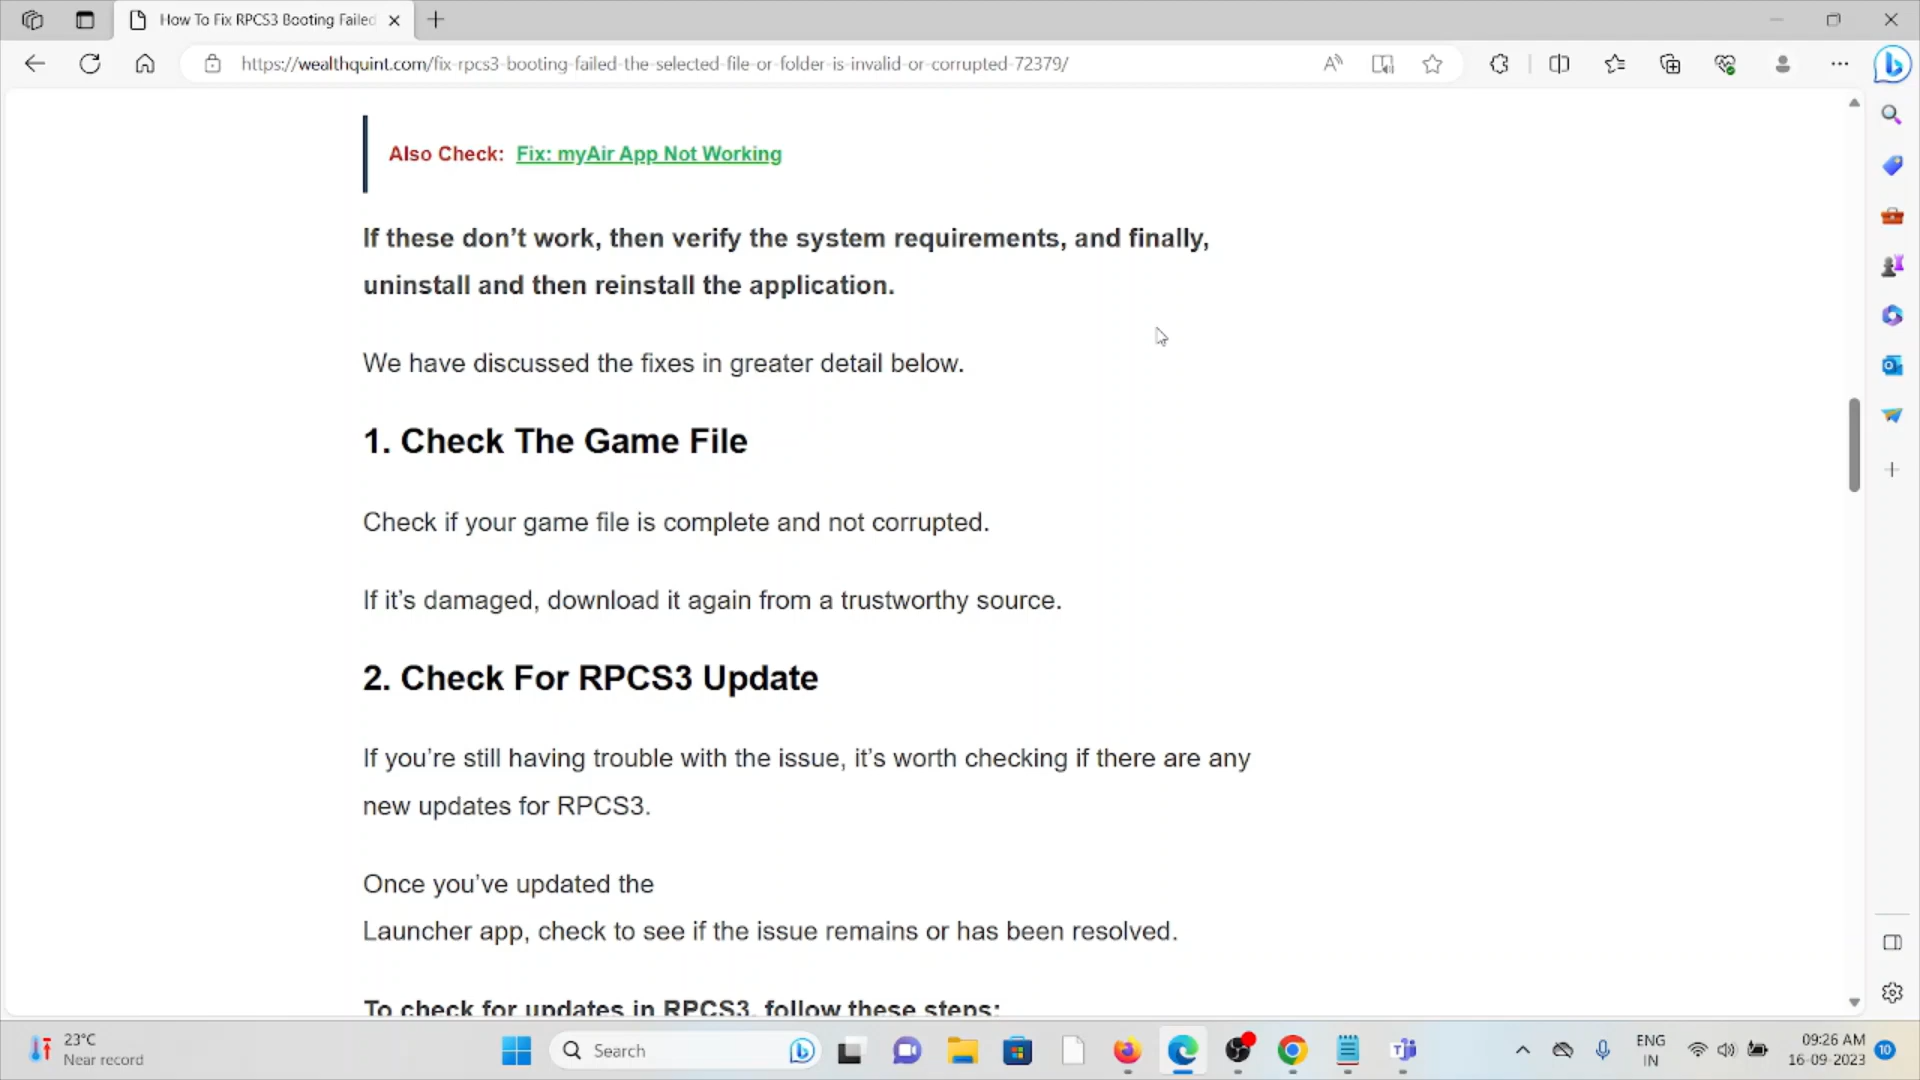 How To Fix RPCS3 Booting Failed
https://wealthquint.com/fix-rpcs3-booting-failed-the-selected-file-or-folder-is-invalid-or-corrupted-72379/
Also Check: Fix: myAir App Not Working
If these don’t work, then verify the system requirements, and finally,
uninstall and then reinstall the application.
We have discussed the fixes in greater detail below.
1. Check The Game File
Check if your game file is complete and not corrupted.
If it’s damaged, download it again from a trustworthy source.
2. Check For RPCS3 Update
If you’re still having trouble with the issue, it’s worth checking if there are any
new updates for RPCS3.
Once you’ve updated the
Launcher app, check to see if the issue remains or has been resolved.
To check for updates in RPCS3, follow these steps:
23°C
Near record
Search
ENG
IN
09:26 AM
16-09-2023
10